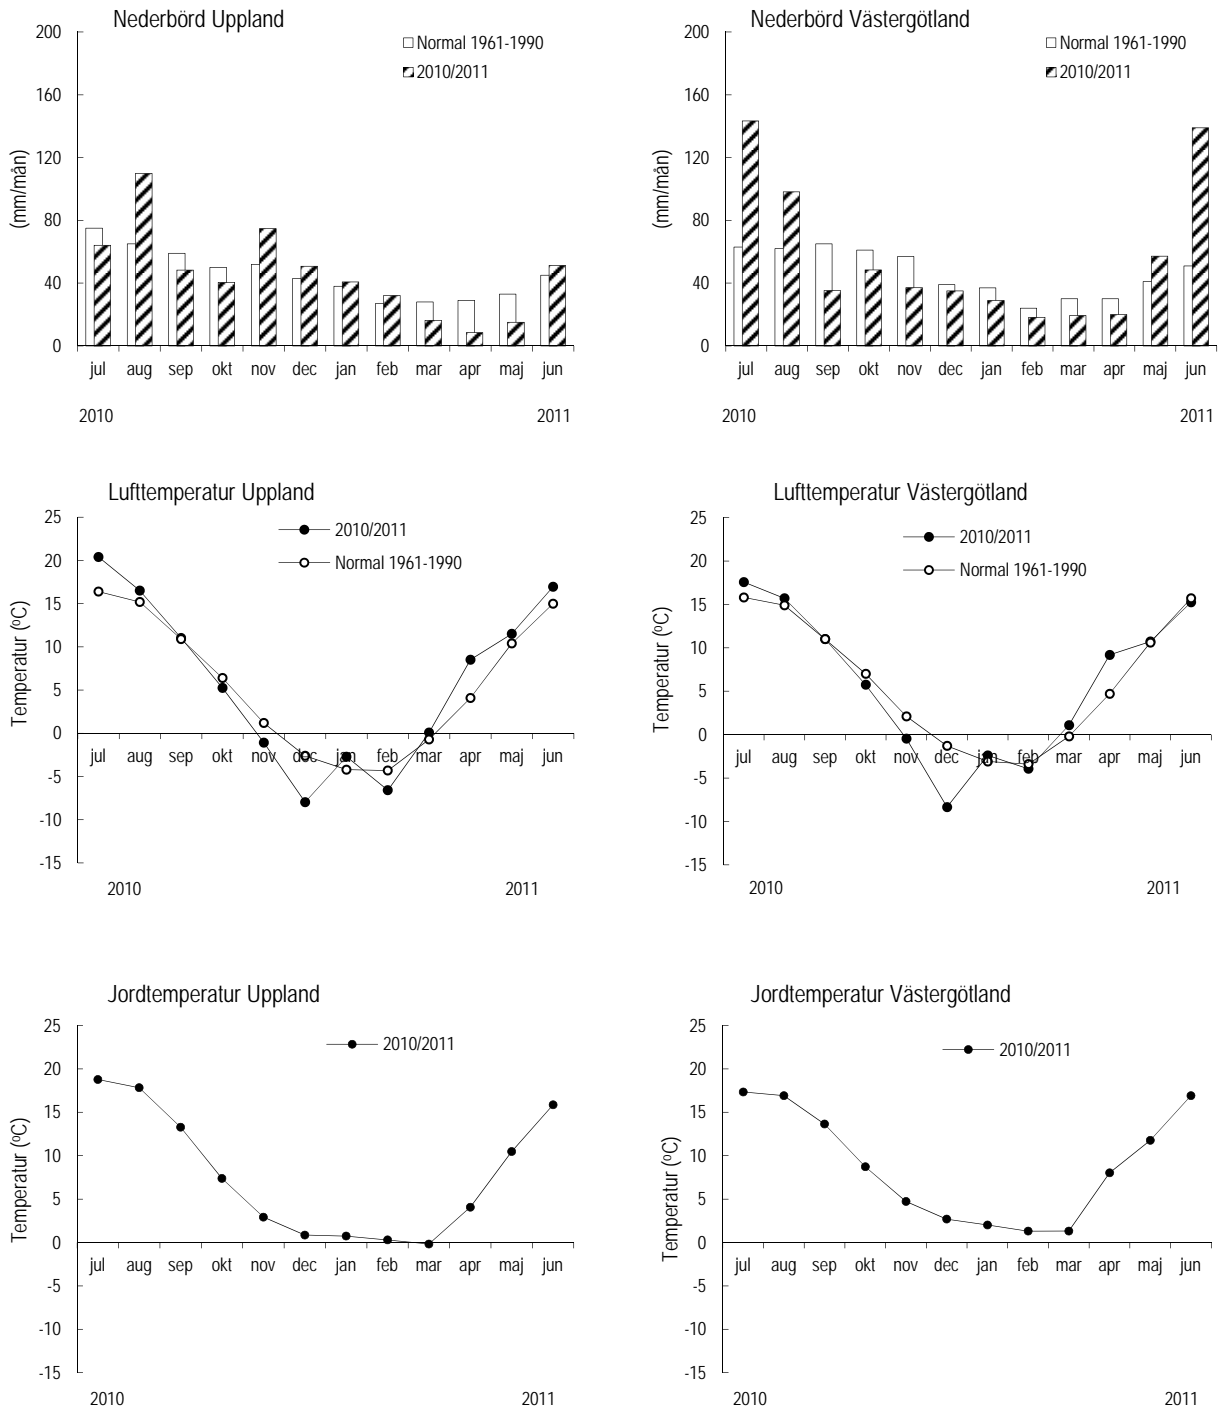 Nederbörd Uppland
200
160
120
80
40
0
(mm/mån)
Normal 1961-1990
2010/2011
jul aug sep okt nov dec jan feb mar apr maj jun
2010 2011
Nederbörd Västergötland
200
160
120
80
40
0
(mm/mån)
Normal 1961-1990
2010/2011
jul aug sep okt nov dec jan feb mar apr maj jun
2010 2011
Lufttemperatur Uppland
25
20
15
10
5
0
-5
-10
-15
Temperatur (ºC)
2010/2011
Normal 1961-1990
jul aug sep okt nov dec jan feb mar apr maj jun
2010 2011
Lufttemperatur Västergötland
25
20
15
10
5
0
-5
-10
-15
Temperatur (ºC)
2010/2011
Normal 1961-1990
jul aug sep okt nov dec jan feb mar apr maj jun
2010 2011
Jordtemperatur Uppland
25
20
15
10
5
0
-5
-10
-15
Temperatur (ºC)
2010/2011
jul aug sep okt nov dec jan feb mar apr maj jun
2010 2011
Jordtemperatur Västergötland
25
20
15
10
5
0
-5
-10
-15
Temperatur (ºC)
2010/2011
jul aug sep okt nov dec jan feb mar apr maj jun
2010 2011